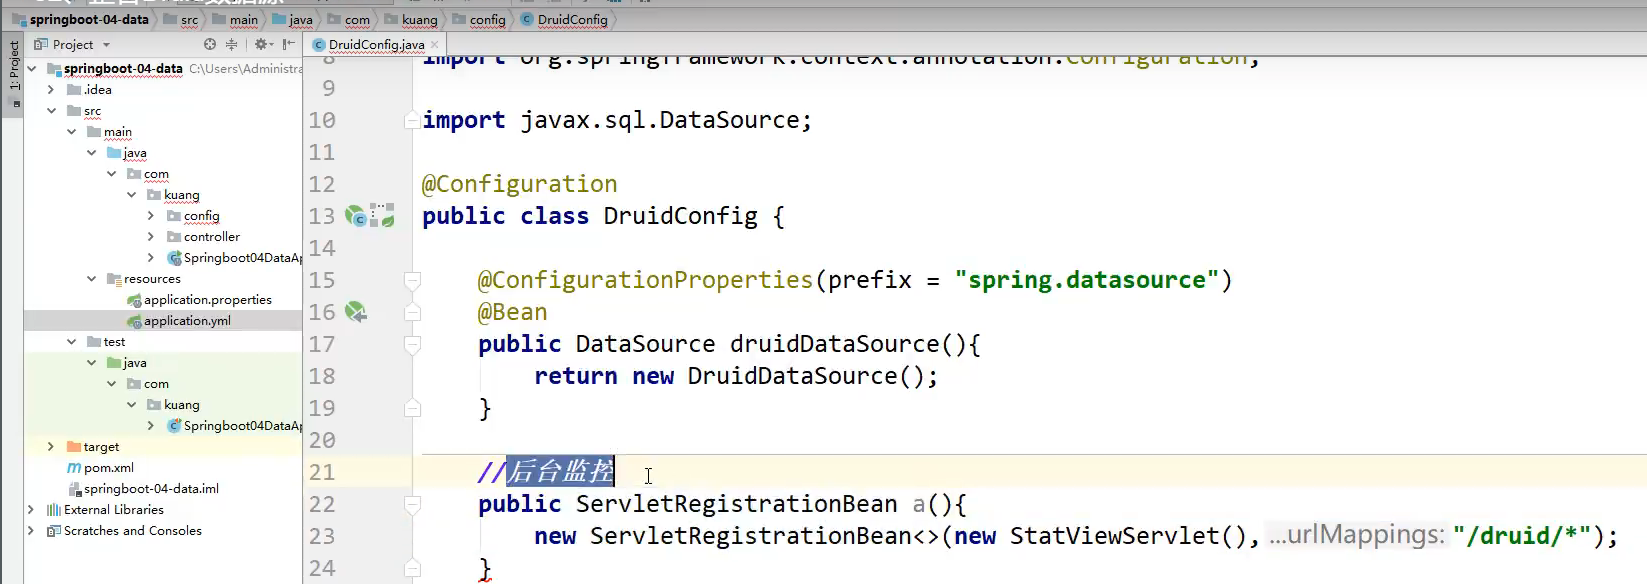 springboot-04-data src main java com kuang config DruidConfig
Project
DruidConfig.java
1: Project
springboot-04-data C:\Users\Administra
.idea
src
main
java
com
kuang
config
controller
Springboot04DataAp
resources
application.properties
application.yml
test
java
com
kuang
Springboot04DataAp
target
pom.xml
springboot-04-data.iml
External Libraries
Scratches and Consoles
8 import org.springframework.context.annotation.Configuration;
9
10 import javax.sql.DataSource;
11
12 @Configuration
13 public class DruidConfig {
14
15 @ConfigurationProperties(prefix = "spring.datasource")
16 @Bean
17 public DataSource druidDataSource(){
18 return new DruidDataSource();
19 }
20
21 //后台监控
22 public ServletRegistrationBean a(){
23 new ServletRegistrationBean<>(new StatViewServlet(), ...urlMappings: "/druid/*");
24 }